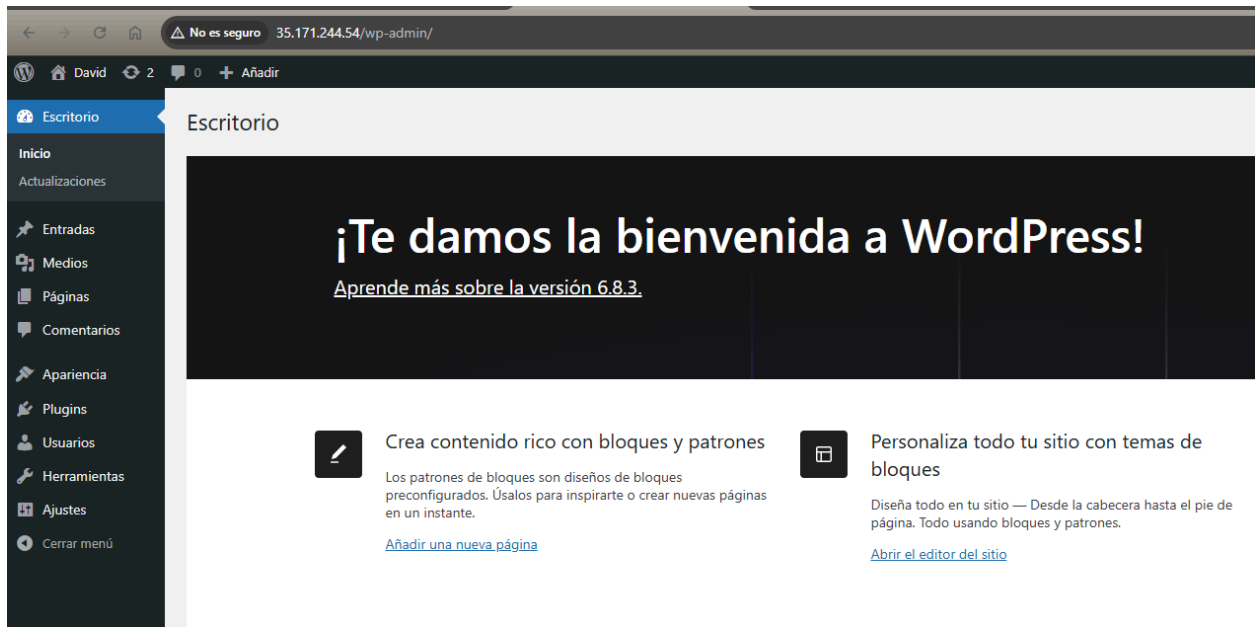 No es seguro 35.171.244.54/wp-admin/
David 2 0 + Añadir
Escritorio
Inicio
Actualizaciones
Entradas
Medios
Páginas
Comentarios
Apariencia
Plugins
Usuarios
Herramientas
Ajustes
Cerrar menú
Escritorio
¡Te damos la bienvenida a WordPress!
Aprende más sobre la versión 6.8.3.
Crea contenido rico con bloques y patrones
Los patrones de bloques son diseños de bloques
preconfigurados. Úsalos para inspirarte o crear nuevas páginas
en un instante.
Añadir una nueva página
Personaliza todo tu sitio con temas de
bloques
Diseña todo en tu sitio — Desde la cabecera hasta el pie de
página. Todo usando bloques y patrones.
Abrir el editor del sitio